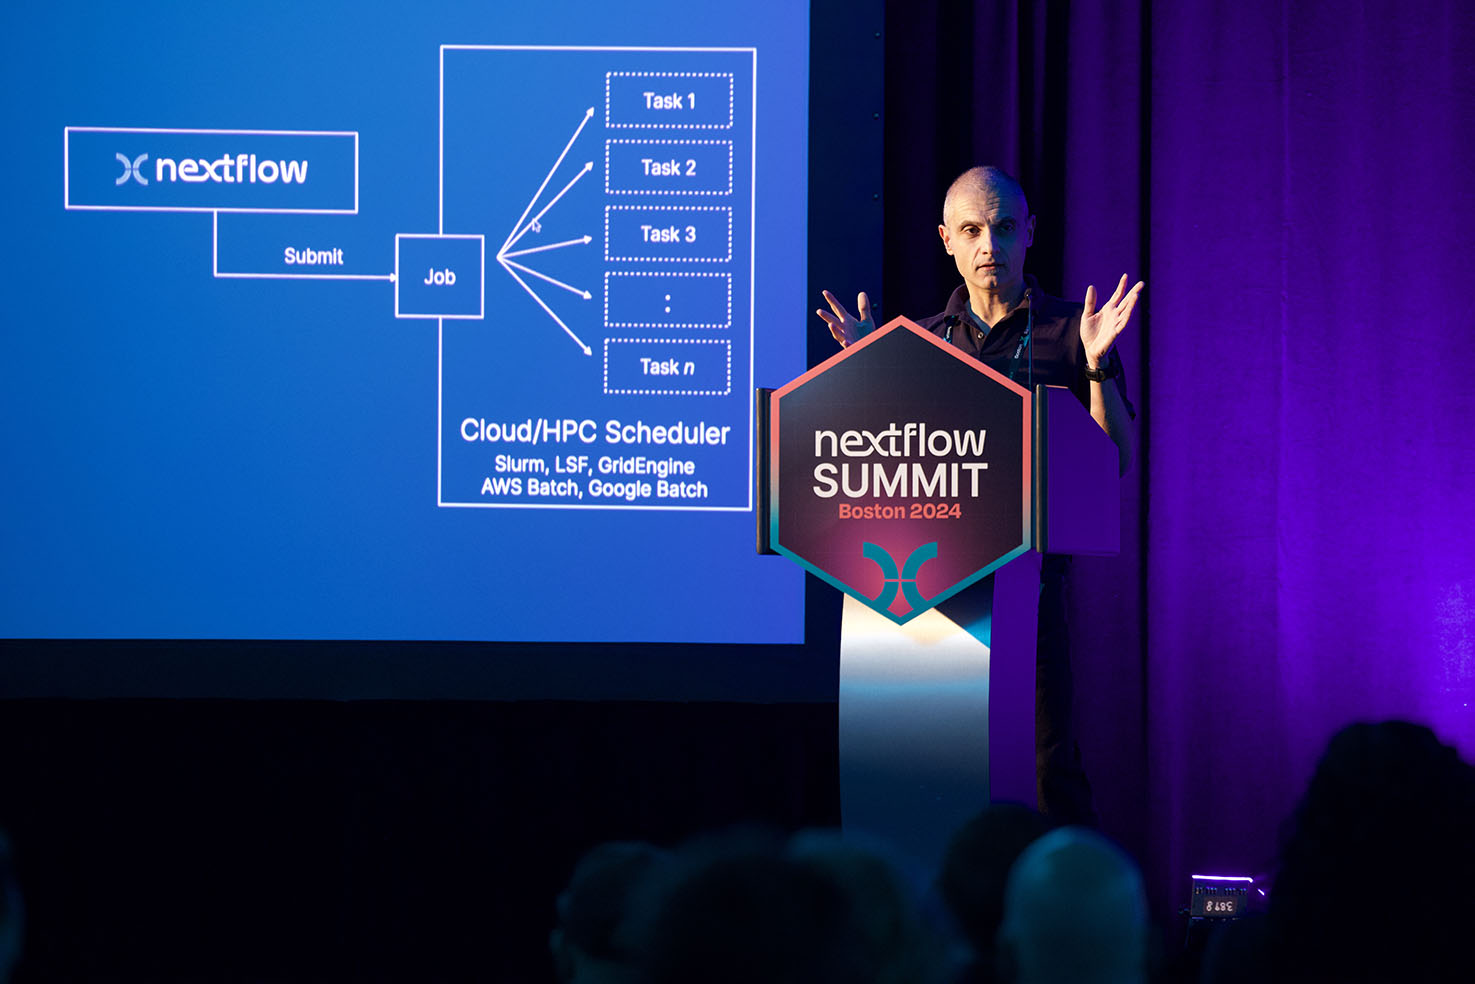 nextflow
Submit
Job
Task 1
Task 2
Task 3
:
Task n
Cloud/HPC Scheduler
Slurm, LSF, GridEngine
AWS Batch, Google Batch
nextflow
SUMMIT
Boston 2024